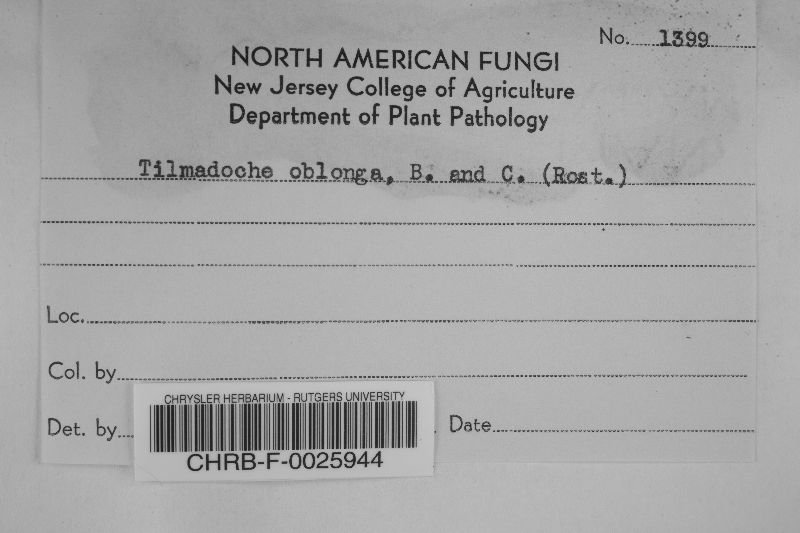 No. 1399
NORTH AMERICAN FUNGI
New Jersey College of Agriculture
Department of Plant Pathology
Tilmadoche oblonga, B. and C. (Rost.)
Loc.
Col. by
Det. by
Date
CHRYSLER HERBARIUM - RUTGERS UNIVERSITY
CHRB-F-0025944